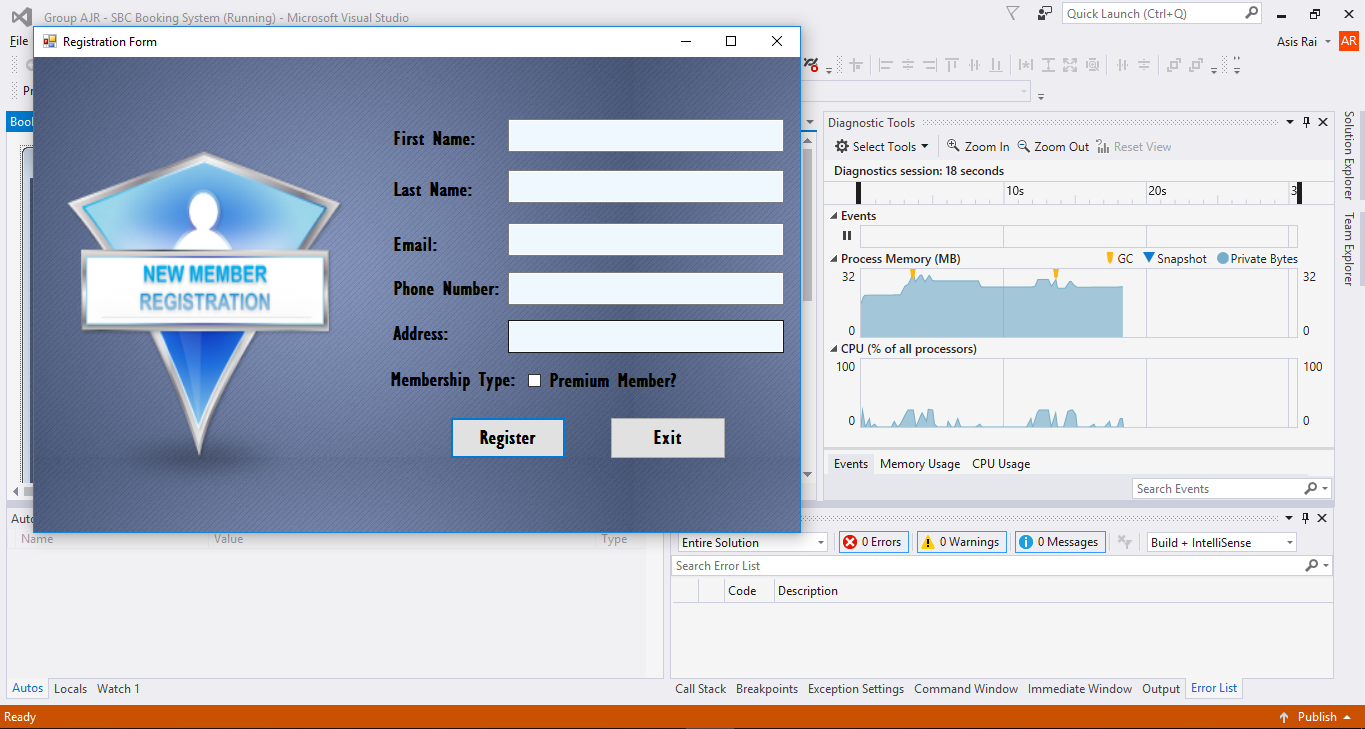 Group AJR - SBC Booking System (Running) - Microsoft Visual Studio
Quick Launch (Ctrl+Q)
File
Registration Form
Asis Rai
AR
First Name:
Last Name:
Email:
Phone Number:
Address:
Membership Type: Premium Member?
Register Exit
NEW MEMBER
REGISTRATION
Diagnostic Tools
Select Tools Zoom In Zoom Out Reset View
Diagnostics session: 18 seconds
10s 20s 3
Events
Process Memory (MB) GC Snapshot Private Bytes
32 32
0 0
CPU (% of all processors)
100 100
0 0
Events Memory Usage CPU Usage
Search Events
Solution Explorer
Team Explorer
Name Value Type
Autos Locals Watch 1
Entire Solution 0 Errors 0 Warnings 0 Messages Build + IntelliSense
Search Error List
Code Description
Call Stack Breakpoints Exception Settings Command Window Immediate Window Output Error List
Ready Publish